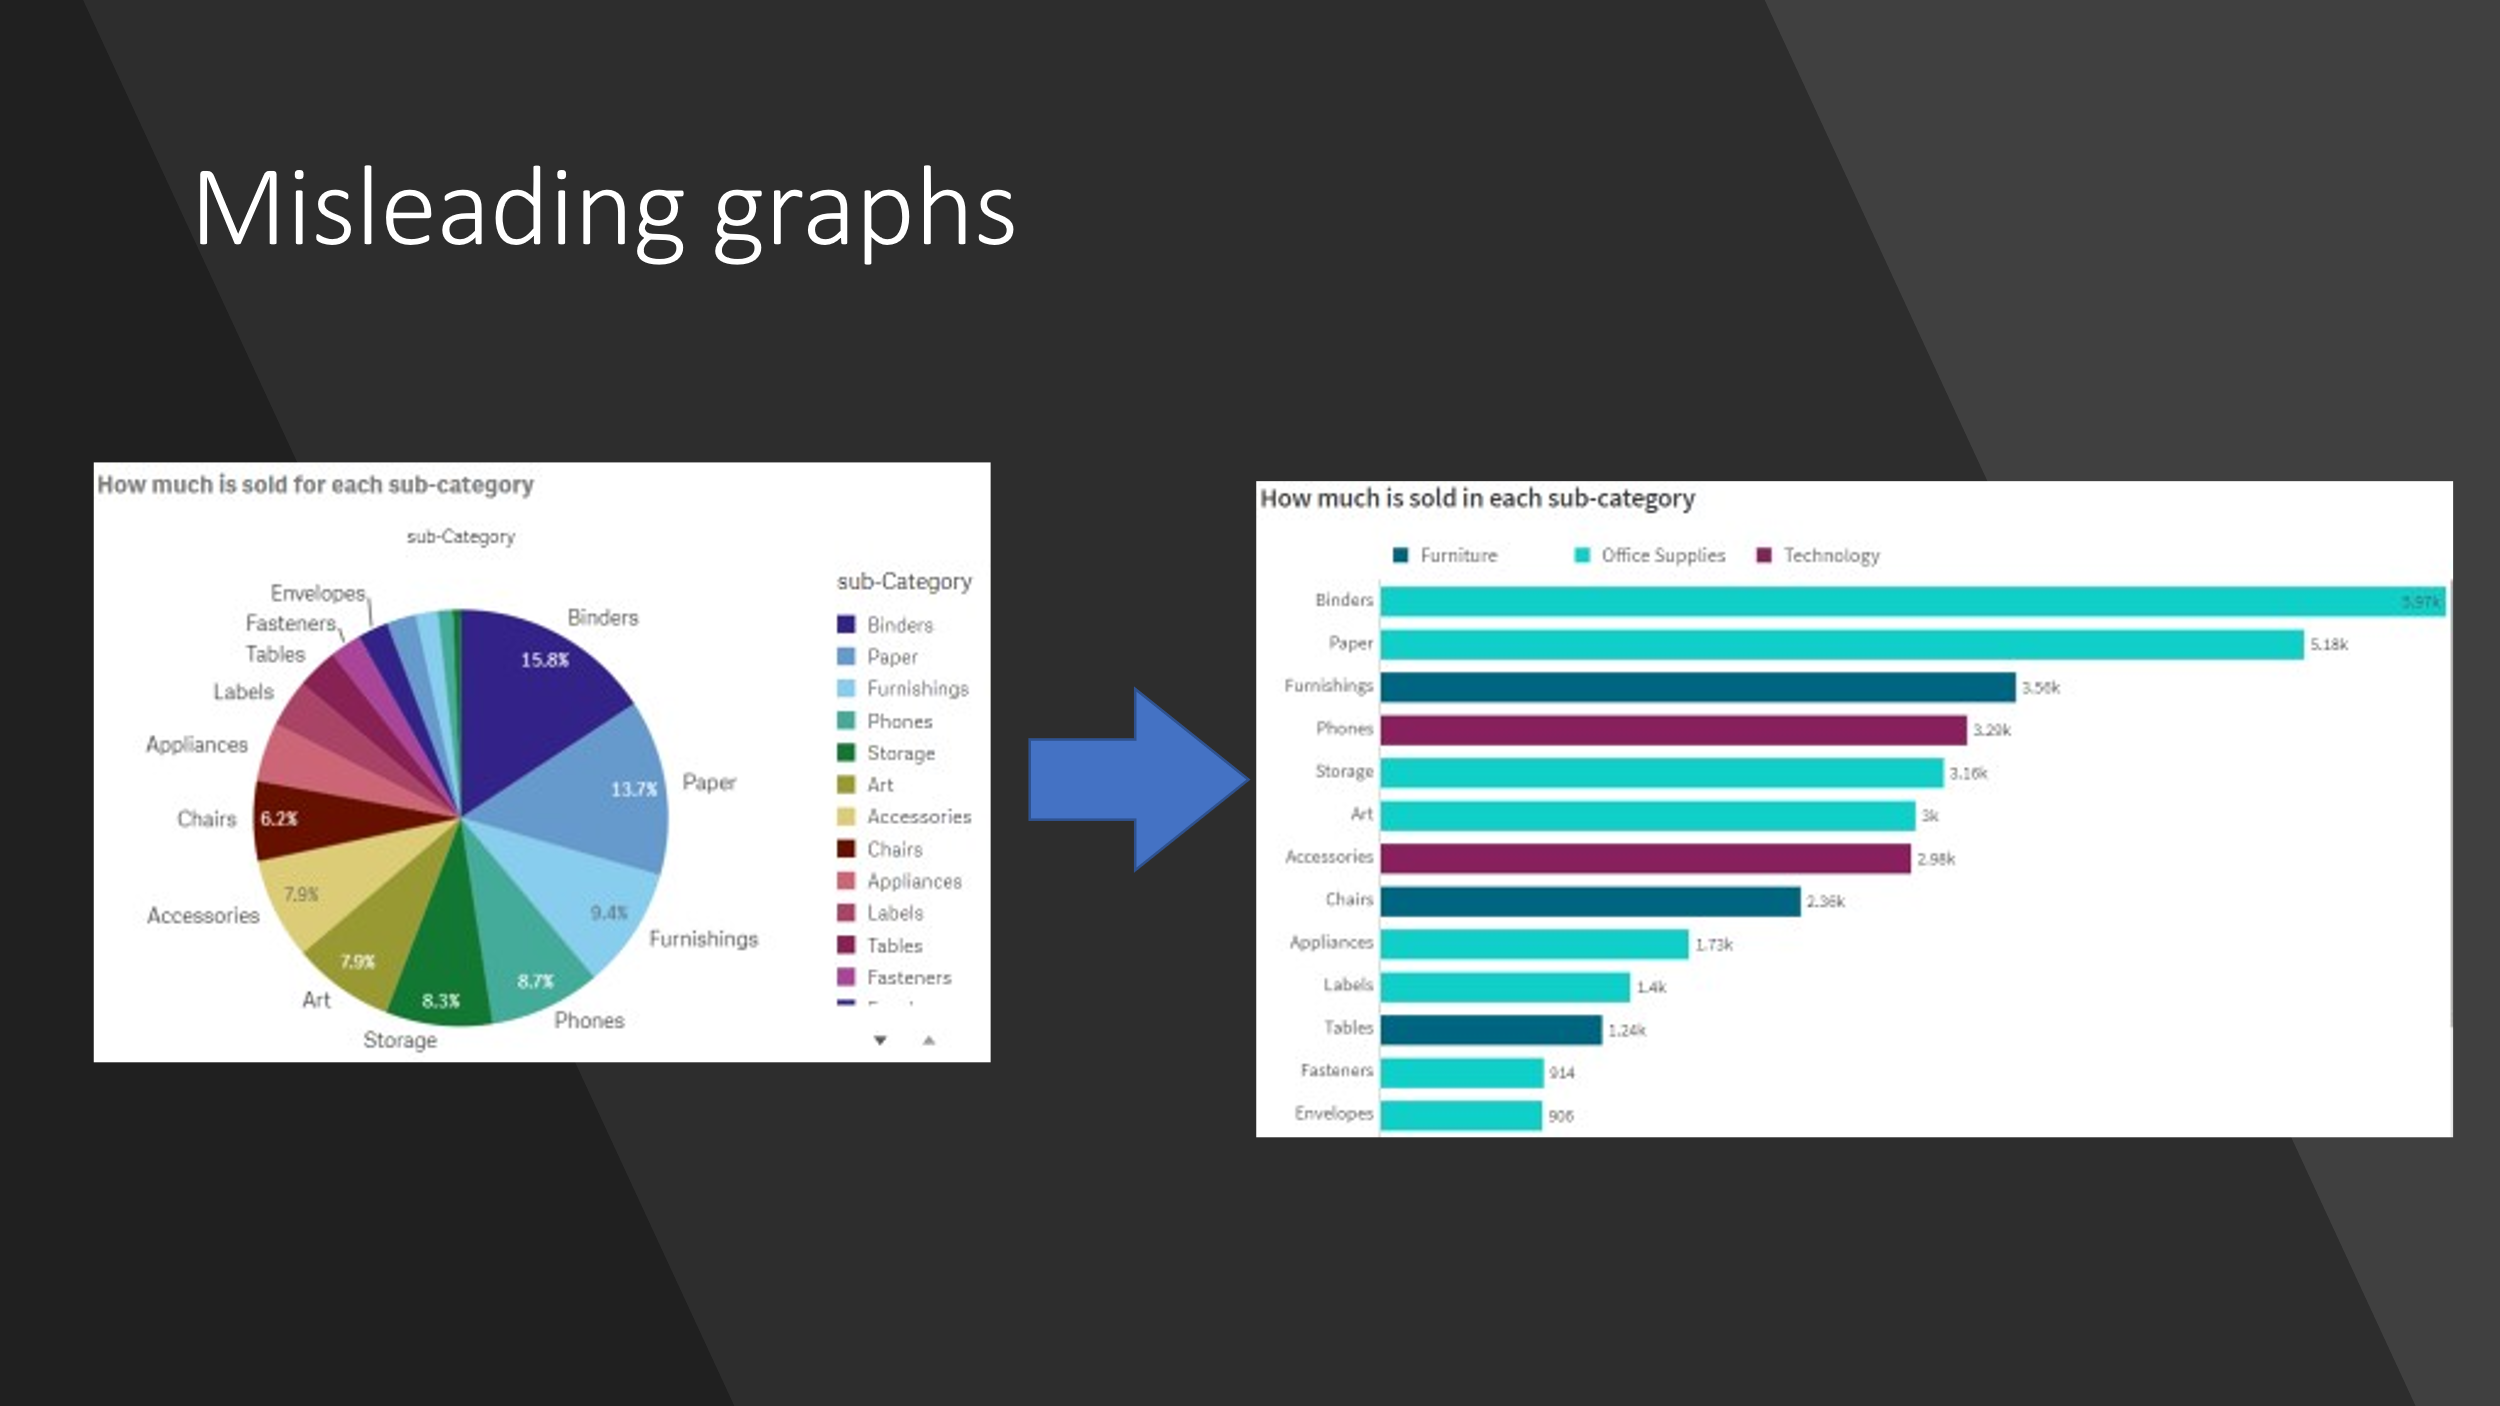 Misleading graphs
How much is sold for each sub-category
sub-Category
Envelopes
Fasteners
Tables
Labels
Appliances
Chairs
Accessories
Art
Storage
Phones
Furnishings
Paper
Binders
15.8%
13.7%
9.4%
8.7%
8.3%
7.9%
7.9%
6.2%
sub-Category
Binders
Paper
Furnishings
Phones
Storage
Art
Accessories
Chairs
Appliances
Labels
Tables
Fasteners
How much is sold in each sub-category
Furniture Office Supplies Technology
Binders 5.97k
Paper 5.18k
Furnishings 3.56k
Phones 3.29k
Storage 3.16k
Art 3k
Accessories 2.98k
Chairs 2.36k
Appliances 1.73k
Labels 1.4k
Tables 1.24k
Fasteners 914
Envelopes 906